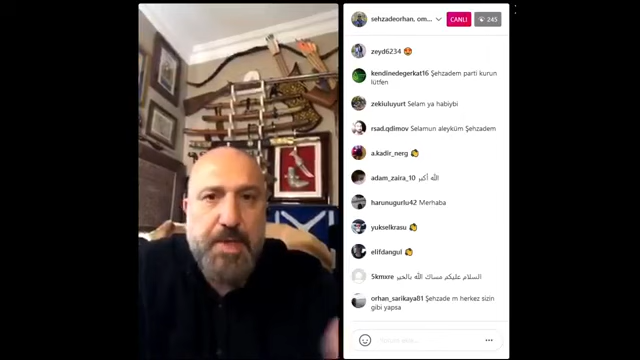 sehzadeorhan, om...
CANLI
245
zeyd6234 😍
kendinedegerkat16 Şehzadem parti kurun
lütfen
zekiuluyurt Selam ya habiybi
rsad.qdimov Selamun aleyküm Şehzadem
a.kadir_nerg 👏
adam_zaira_10 الله أكبر
harunugurlu42 Merhaba
yukselkrasu 👏
elifdangul 👏
5kmxre السلام عليكم مساك الله بالخير
orhan_sarikaya81 Şehzade m herkez sizin
gibi yapsa